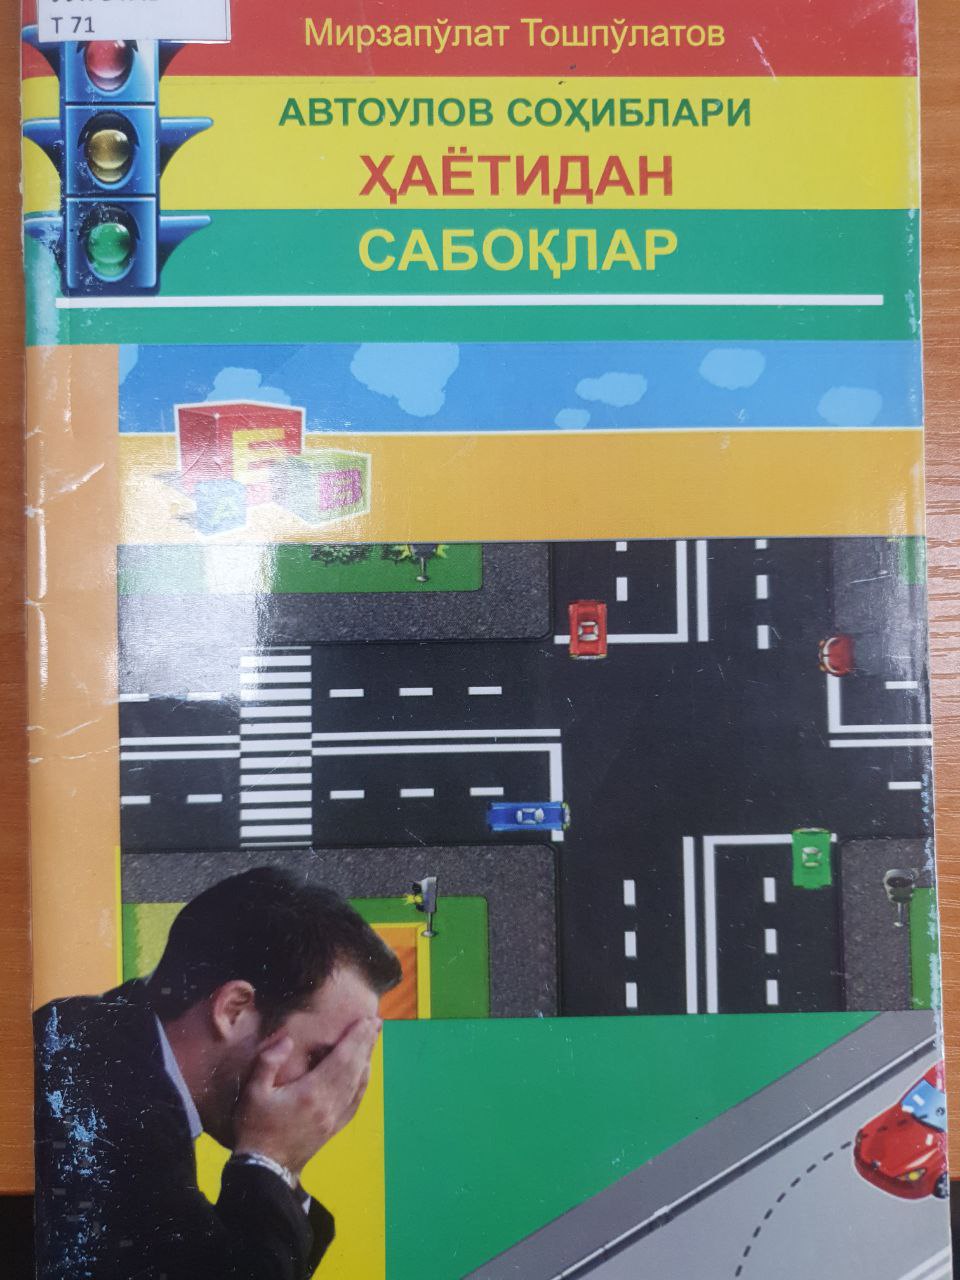 Т 71
Мирзапўлат Тошпўлатов
АВТОУЛОВ СОҲИБЛАРИ
ҲАЁТИДАН
САБОҚЛАР
Б
А
В